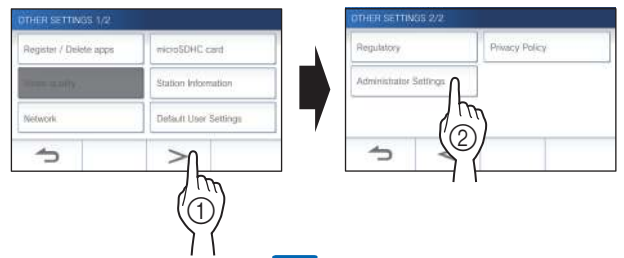 OTHER SETTINGS 1/2
Register / Delete apps
microSDHC card
Station Information
Network
Default User Settings
>
①
OTHER SETTINGS 2/2
Regulatory
Privacy Policy
Administrator Settings
②